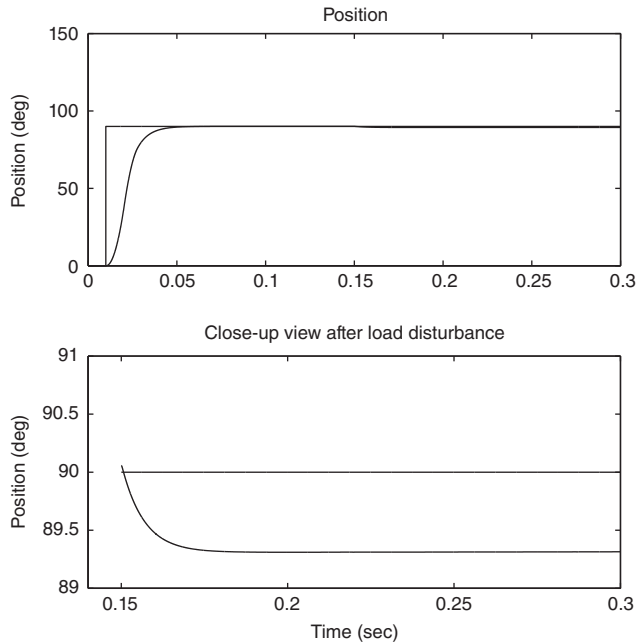 Position
150
100
50
0
Position (deg)
0 0.05 0.1 0.15 0.2 0.25 0.3
Close-up view after load disturbance
91
90.5
90
89.5
89
Position (deg)
0.15 0.2 0.25 0.3
Time (sec)